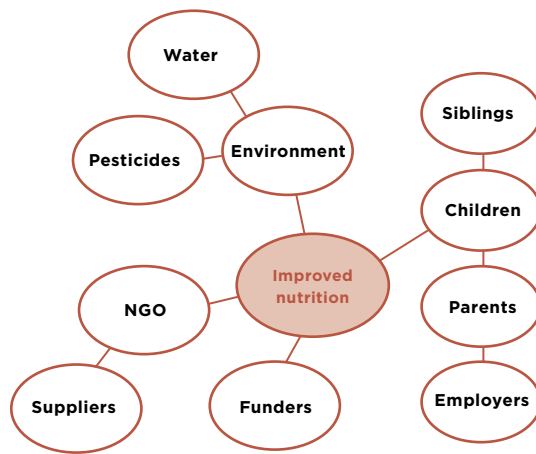 Water
Siblings
Pesticides
Environment
Children
Improved
nutrition
NGO
Parents
Suppliers
Funders
Employers